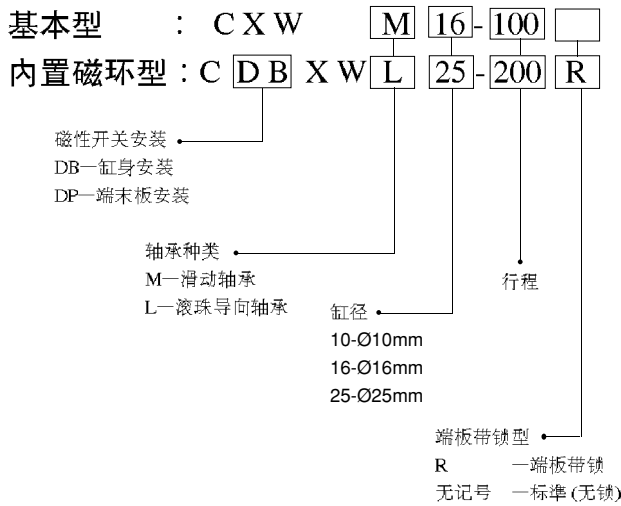 基本型 : CXW M 16-100
内置磁环型 : C DB XW L 25-200 R
磁性开关安装
DB—缸身安装
DP—端末板安装
轴承种类
M—滑动轴承
L—滚珠导向轴承
行程
缸径
10-Ø10mm
16-Ø16mm
25-Ø25mm
端板带锁型
R —端板带锁
无记号 —标準(无锁)